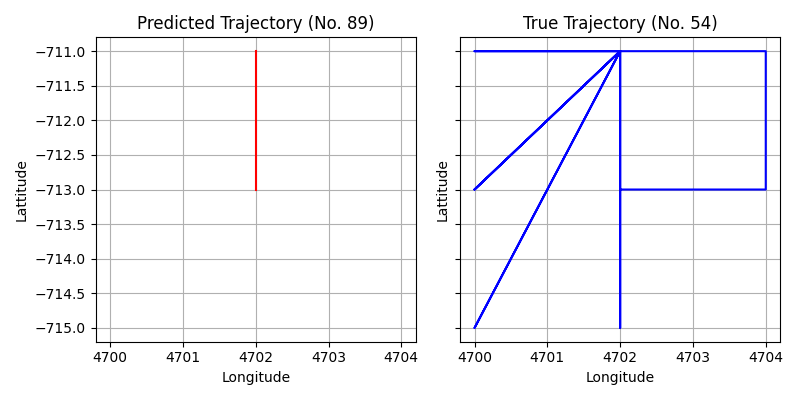 Predicted Trajectory (No. 89)
−711.0
−711.5
−712.0
−712.5
−713.0
−713.5
−714.0
−714.5
−715.0
Lattitude
4700 4701 4702 4703 4704
Longitude
True Trajectory (No. 54)
Lattitude
4700 4701 4702 4703 4704
Longitude